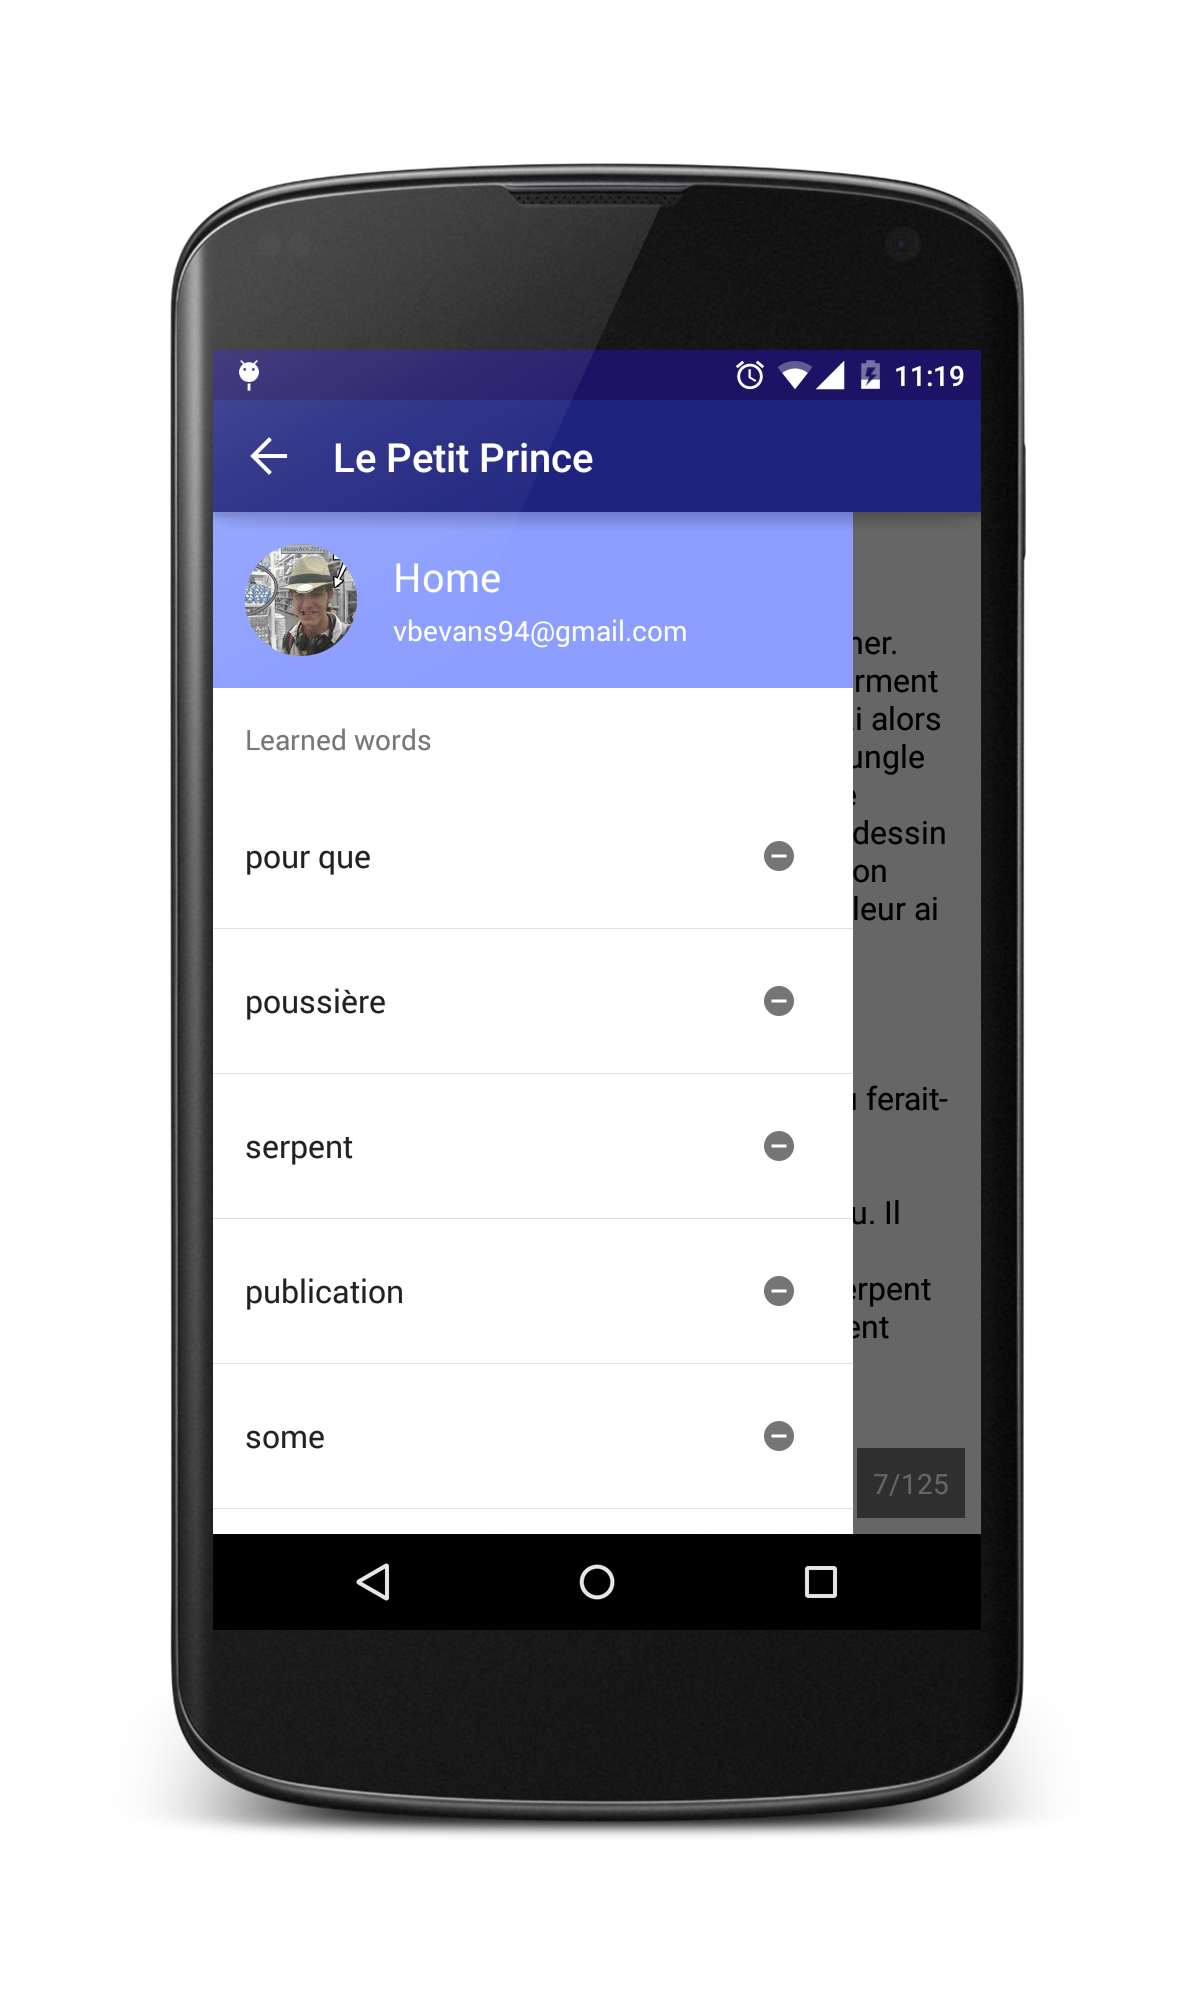 11:19
Le Petit Prince
Home
vbevans94@gmail.com
Learned words
pour que
poussière
serpent
publication
some
ner.
rment
i alors
ungle
e
dessin
on
leur ai
u ferait-
u. Il
erpent
ent
7/125